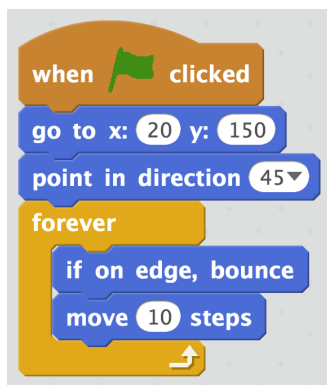 when clicked
go to x: 20 y: 150
point in direction 45
forever
if on edge, bounce
move 10 steps